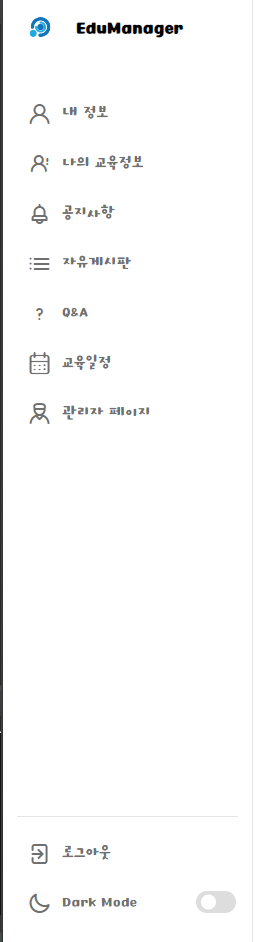 EduManager
내 정보
나의 교육정보
공지사항
자유게시판
Q&A
교육일정
관리자 페이지
로그아웃
Dark Mode